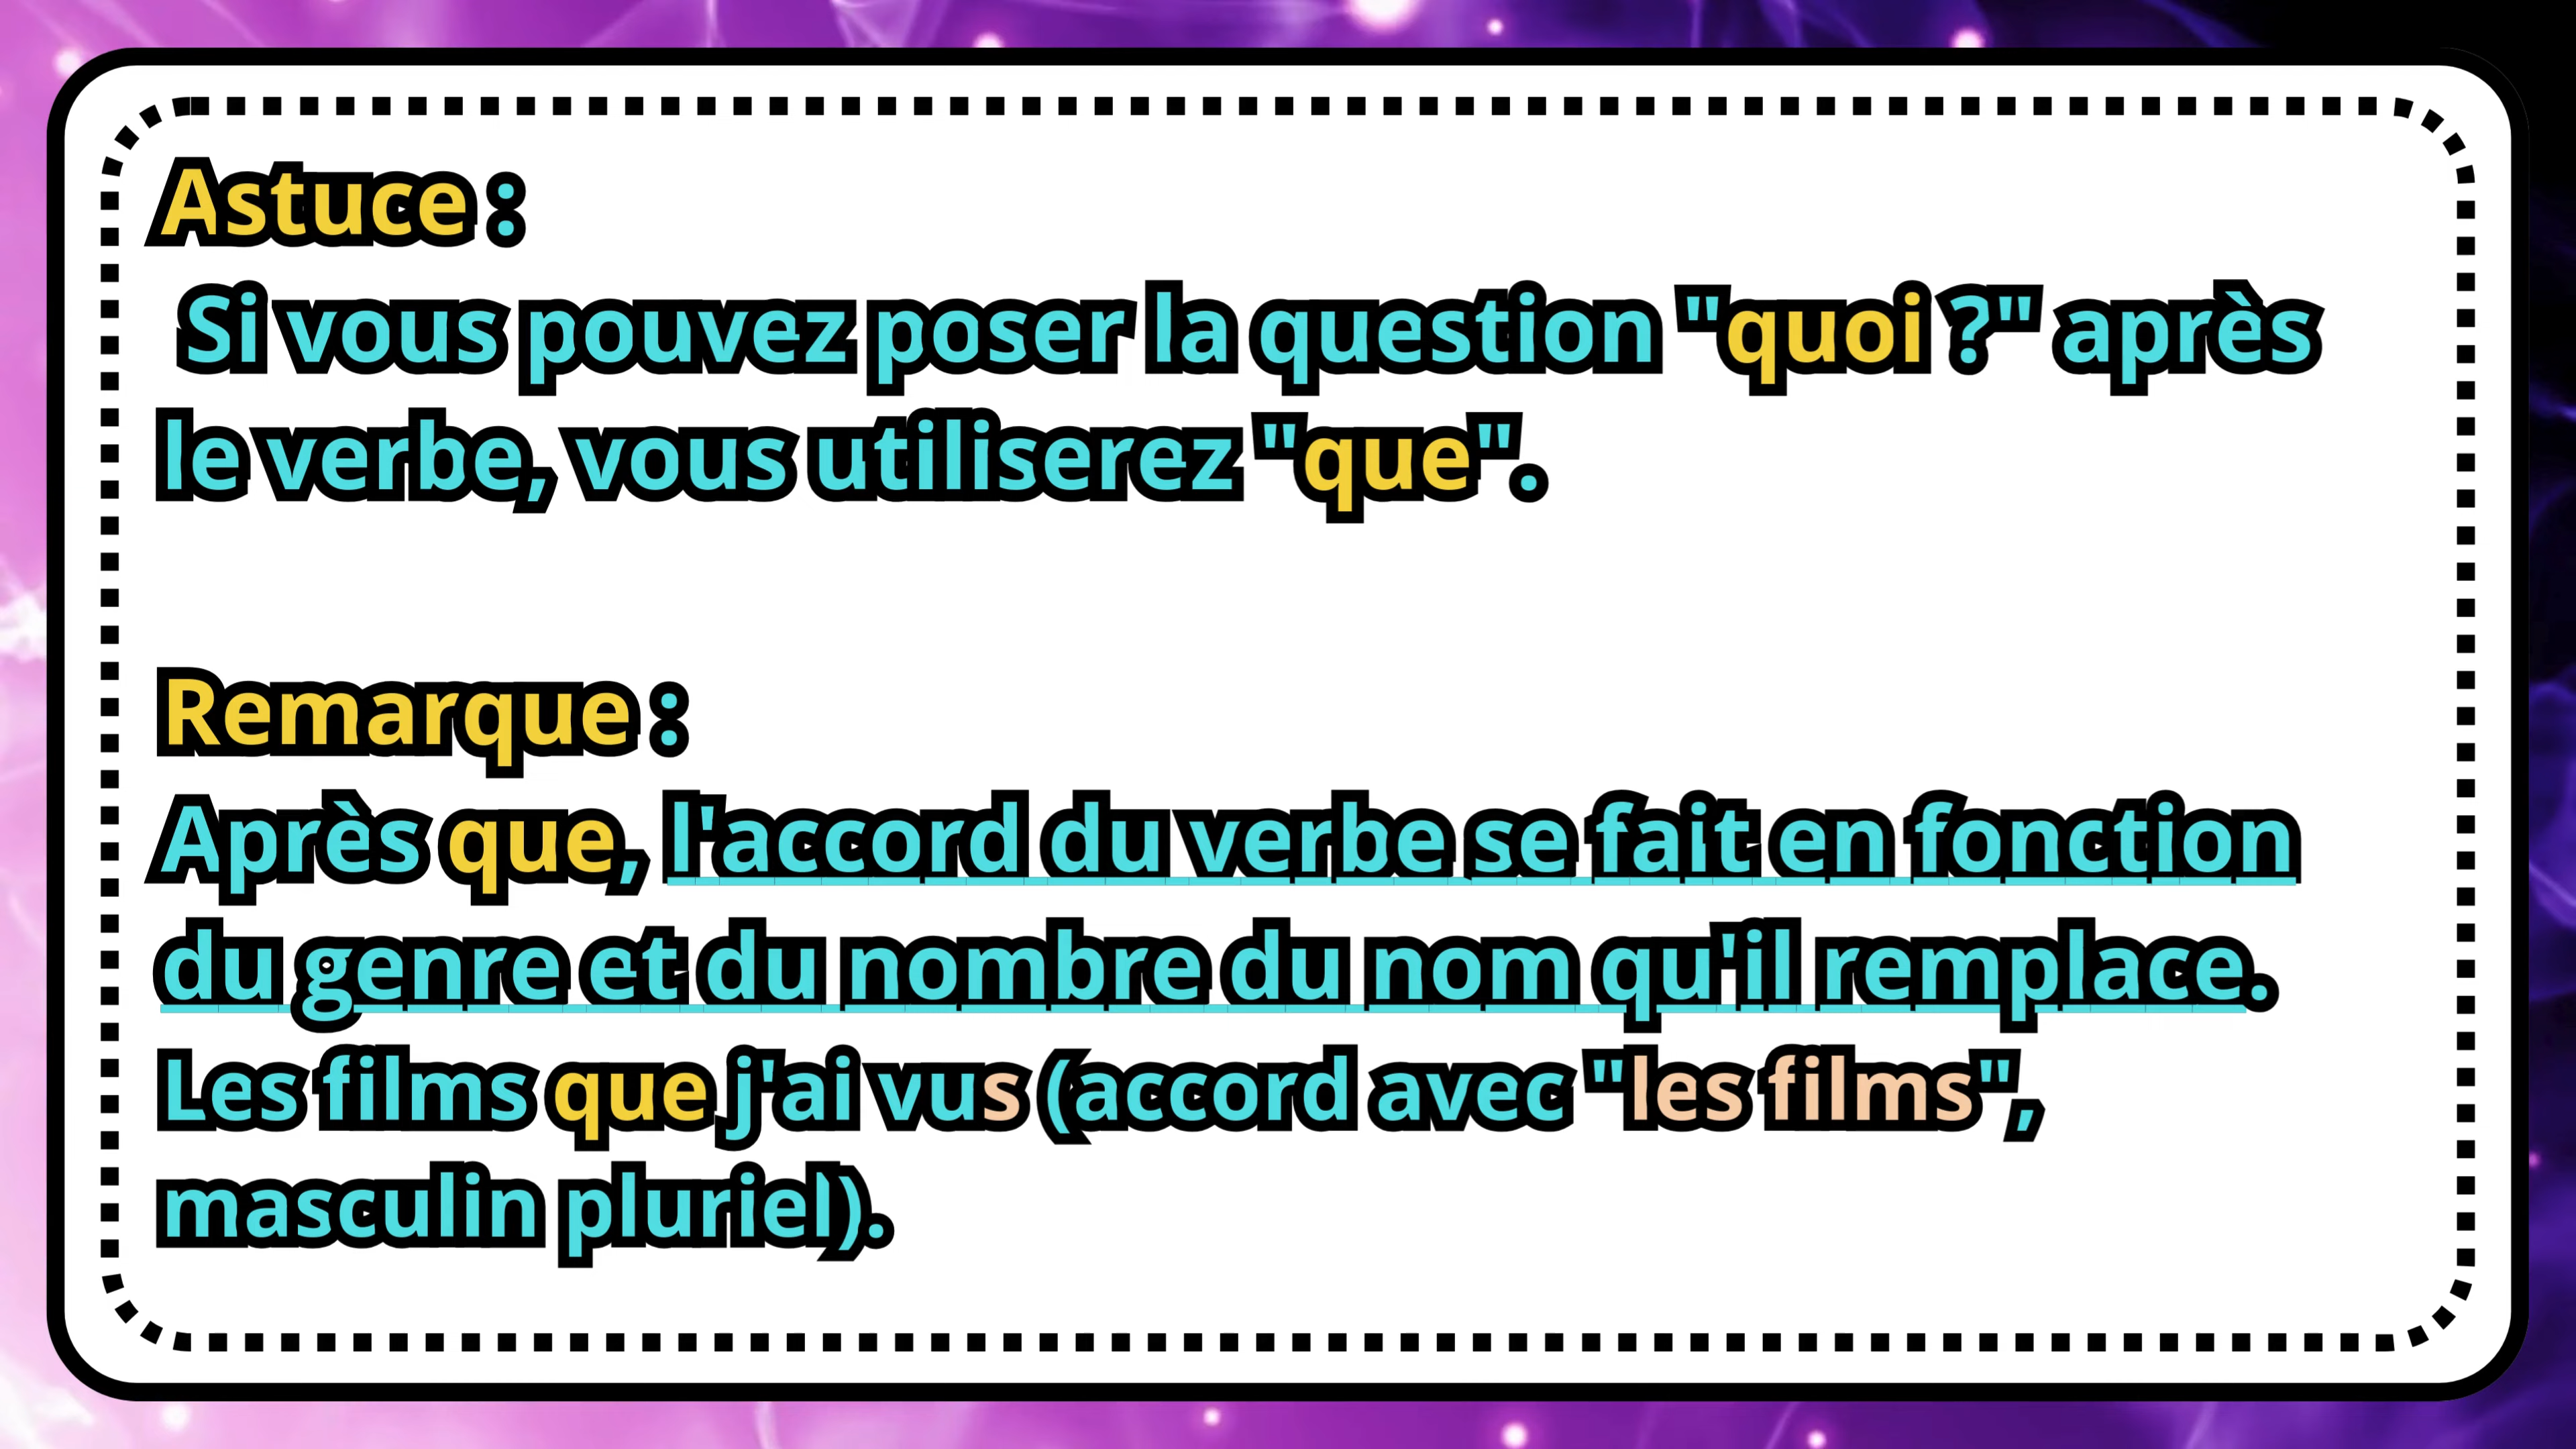 Astuce :
Si vous pouvez poser la question "quoi ?" après
le verbe, vous utiliserez "que".
Remarque :
Après que, l'accord du verbe se fait en fonction
du genre et du nombre du nom qu'il remplace.
Les films que j'ai vus (accord avec "les films",
masculin pluriel).